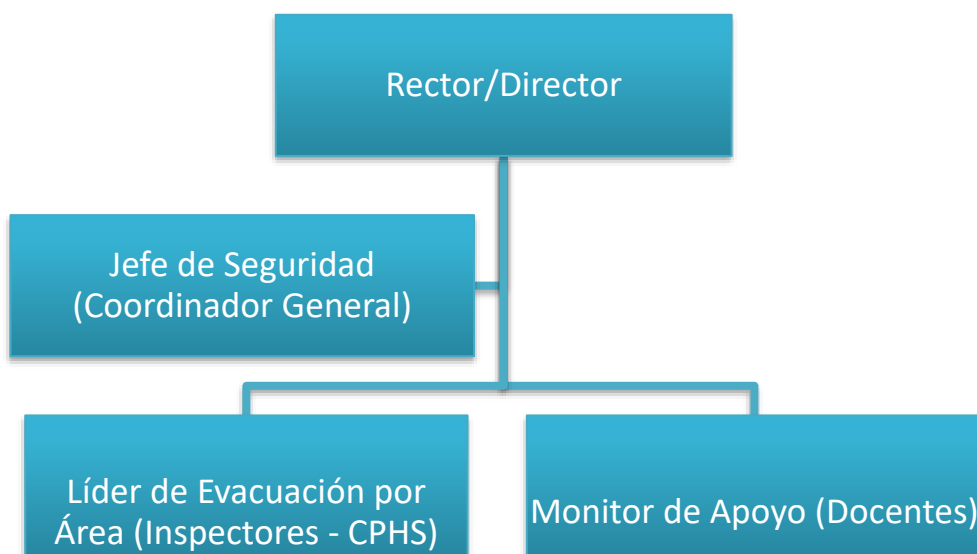 Rector/Director
Jefe de Seguridad
(Coordinador General)
Líder de Evacuación por
Área (Inspectores - CPHS)
Monitor de Apoyo (Docentes)